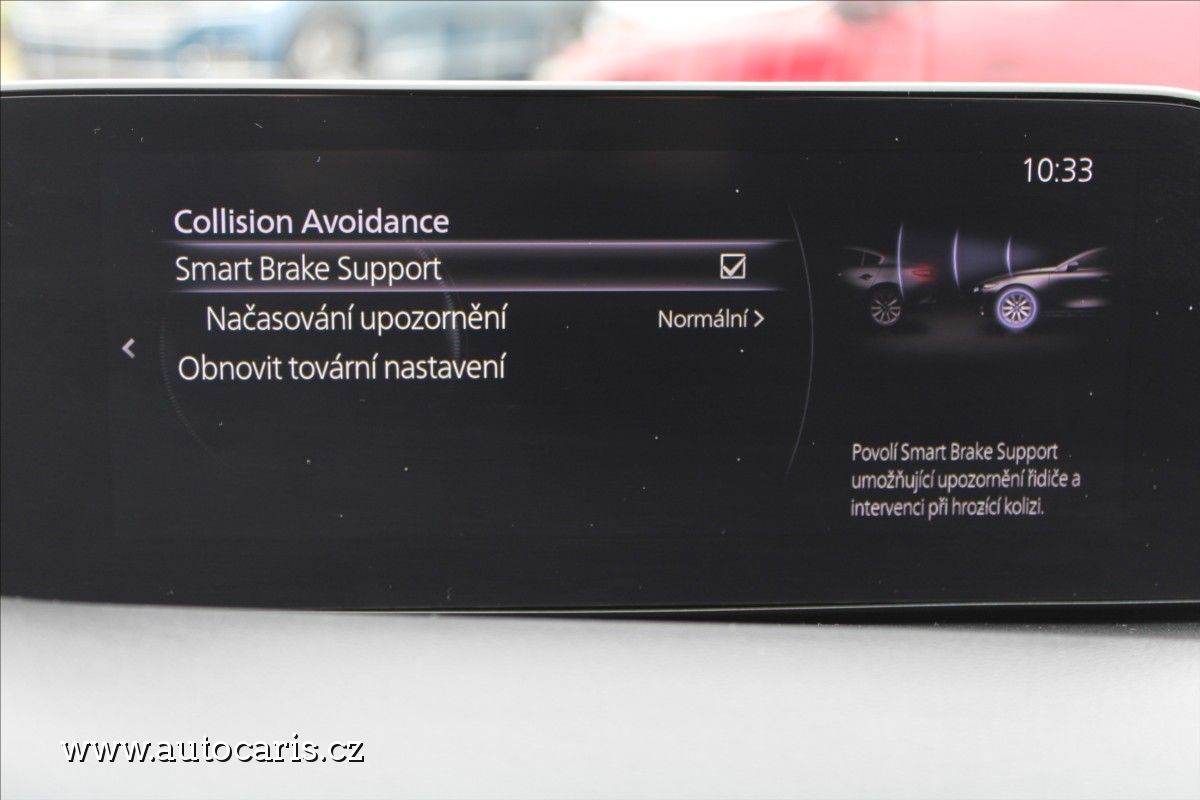 10:33
Collision Avoidance
Smart Brake Support
Načasování upozornění Normální >
Obnovit tovární nastavení
Povolí Smart Brake Support
umožňující upozornění řidiče a
intervenci při hrozící kolizi.
www.autocaris.cz